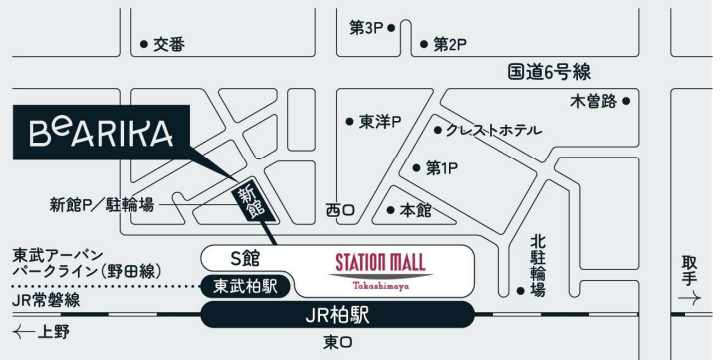 第3P
第2P
交番
国道6号線
木曽路
BeARIKA
東洋P
クレストホテル
第1P
新館
新館P／駐輪場
西口
本館
北駐輪場
S館
STATION MALL
Takashimaya
東武アーバン
パークライン(野田線)
東武柏駅
取手
JR常磐線
JR柏駅
上野
東口